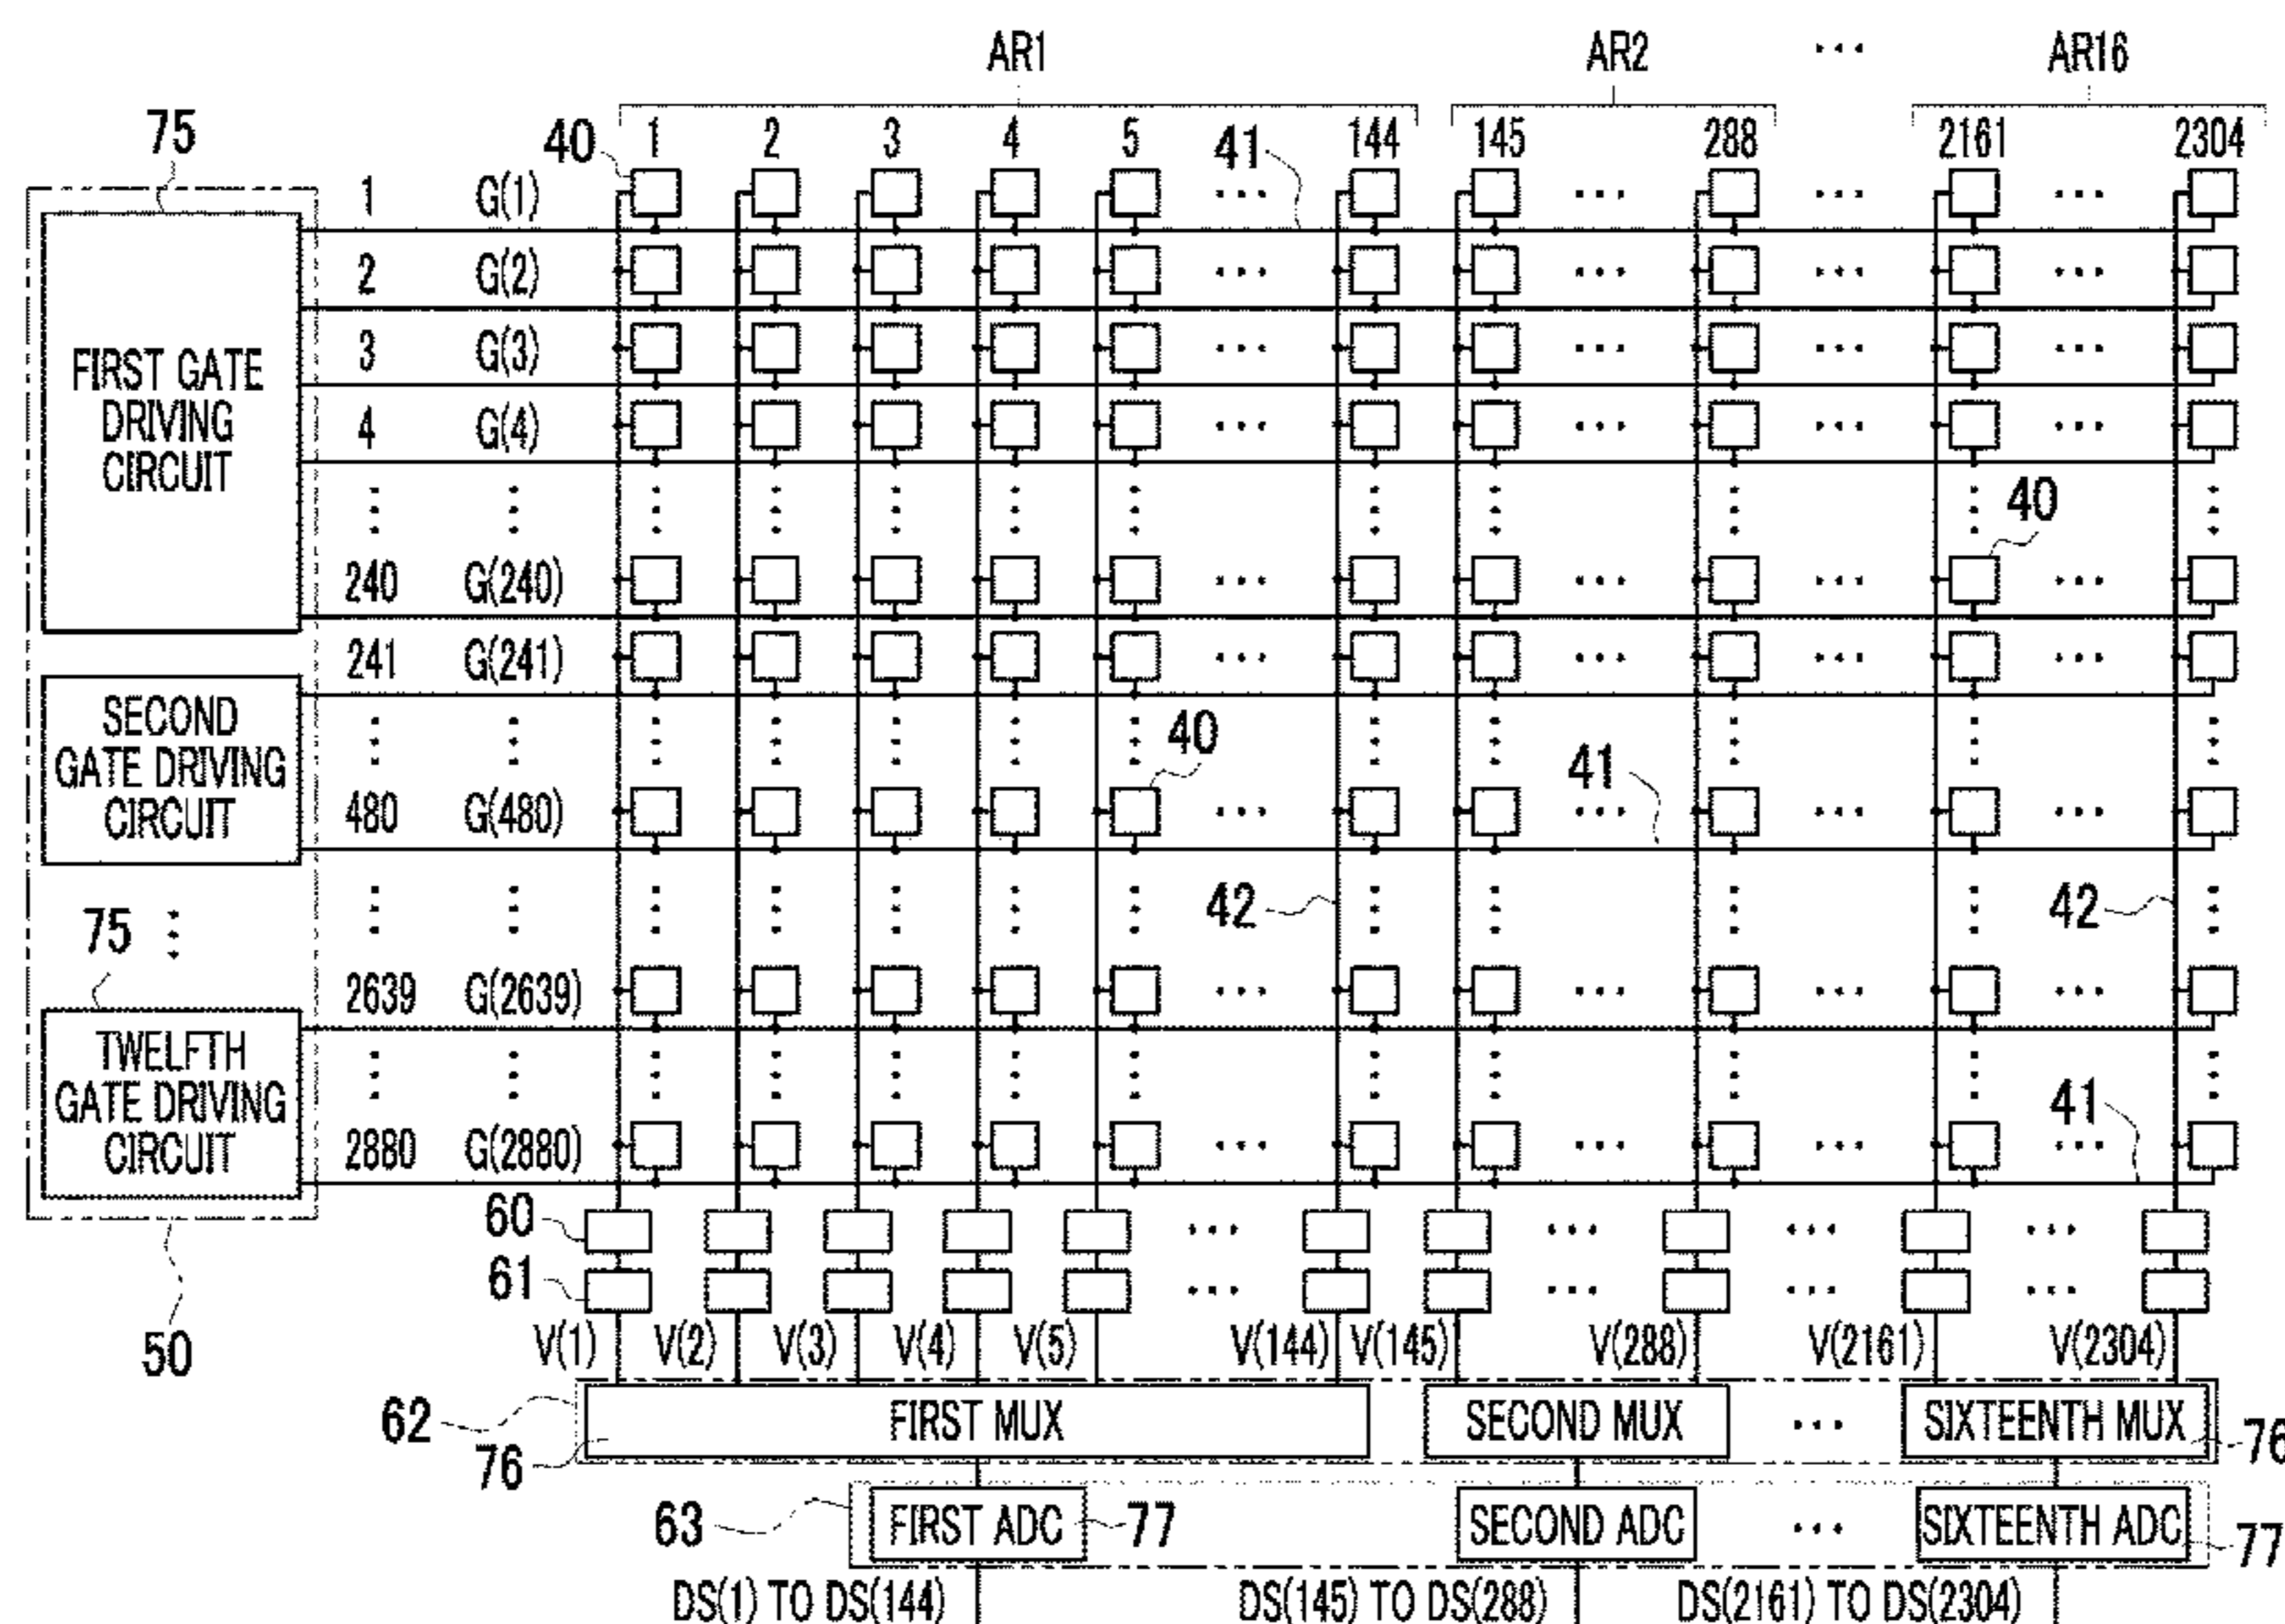 AR1 AR2 ... AR16
75 40 1 2 3 4 5 41 144 145 288 2161 2304
1 G(1) ... ... ... ...
2 G(2) ... ... ... ...
3 G(3) ... ... ... ...
FIRST GATE
DRIVING
CIRCUIT
4 G(4) ... ... ... ...
40
240 G(240) ... ... ... ...
241 G(241) ... ... ... ...
SECOND
GATE DRIVING
CIRCUIT
40
41
480 G(480) ... ... ... ...
42 42
75
2639 G(2639) ... ... ... ...
TWELFTH
GATE DRIVING
CIRCUIT
41
2880 G(2880) ... ... ... ...
60 ... ... ... ...
61 ... ... ... ...
50 V(1) V(2) V(3) V(4) V(5) V(144) V(145) V(288) V(2161) V(2304)
62 FIRST MUX SECOND MUX ... SIXTEENTH MUX
76 76
63 FIRST ADC 77 SECOND ADC ... SIXTEENTH ADC 77
DS(1) TO DS(144) DS(145) TO DS(288) DS(2161) TO DS(2304)